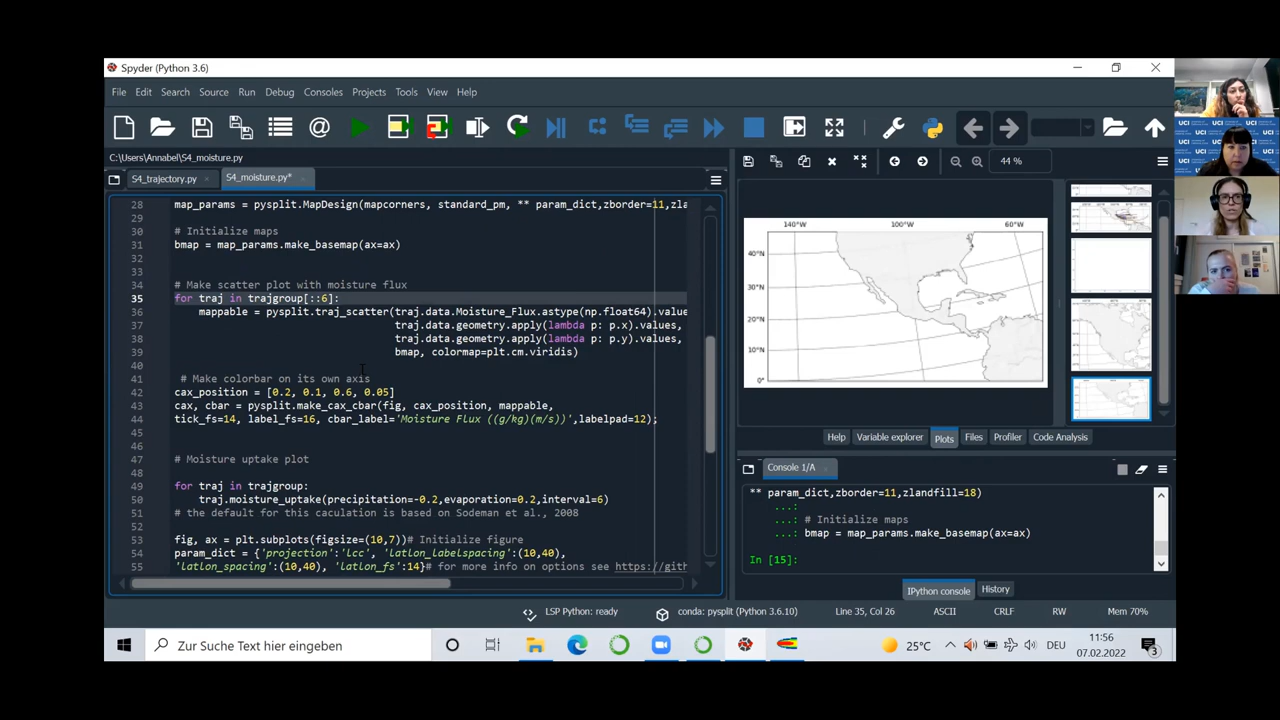 Spyder (Python 3.6)
File Edit Search Source Run Debug Consoles Projects Tools View Help
C:\Users\Annabel\S4_moisture.py
44 %
S4_trajectory.py
S4_moisture.py*
28 map_params = pysplit.MapDesign(mapcorners, standard_pm, ** param_dict,zborder=11,zla
29
30 # Initialize maps
31 bmap = map_params.make_basemap(ax=ax)
32
33
34 # Make scatter plot with moisture flux
35 for traj in trajgroup[::6]:
36 mappable = pysplit.traj_scatter(traj.data.Moisture_Flux.astype(np.float64).value
37 traj.data.geometry.apply(lambda p: p.x).values,
38 traj.data.geometry.apply(lambda p: p.y).values,
39 bmap, colormap=plt.cm.viridis)
40
41 # Make colorbar on its own axis
42 cax_position = [0.2, 0.1, 0.6, 0.05]
43 cax, cbar = pysplit.make_cax_cbar(fig, cax_position, mappable,
44 tick_fs=14, label_fs=16, cbar_label='Moisture Flux ((g/kg)(m/s))',labelpad=12);
45
46
47 # Moisture uptake plot
48
49 for traj in trajgroup:
50 traj.moisture_uptake(precipitation=-0.2,evaporation=0.2,interval=6)
51 # the default for this caculation is based on Sodeman et al., 2008
52
53 fig, ax = plt.subplots(figsize=(10,7))# Initialize figure
54 param_dict = {'projection':'lcc', 'latlon_labelspacing':(10,40),
55 'latlon_spacing':(10,40), 'latlon_fs':14}# for more info on options see https://gith
140°W 100°W 60°W
40°N
30°N
20°N
10°N
0°
Help Variable explorer Plots Files Profiler Code Analysis
Console 1/A
** param_dict,zborder=11,zlandfill=18)
...:
...: # Initialize maps
...: bmap = map_params.make_basemap(ax=ax)
In [15]:
IPython console History
LSP Python: ready conda: pysplit (Python 3.6.10) Line 35, Col 26 ASCII CRLF RW Mem 70%
Zur Suche Text hier eingeben
25°C
DEU
11:56
07.02.2022
3
UCI
UCI